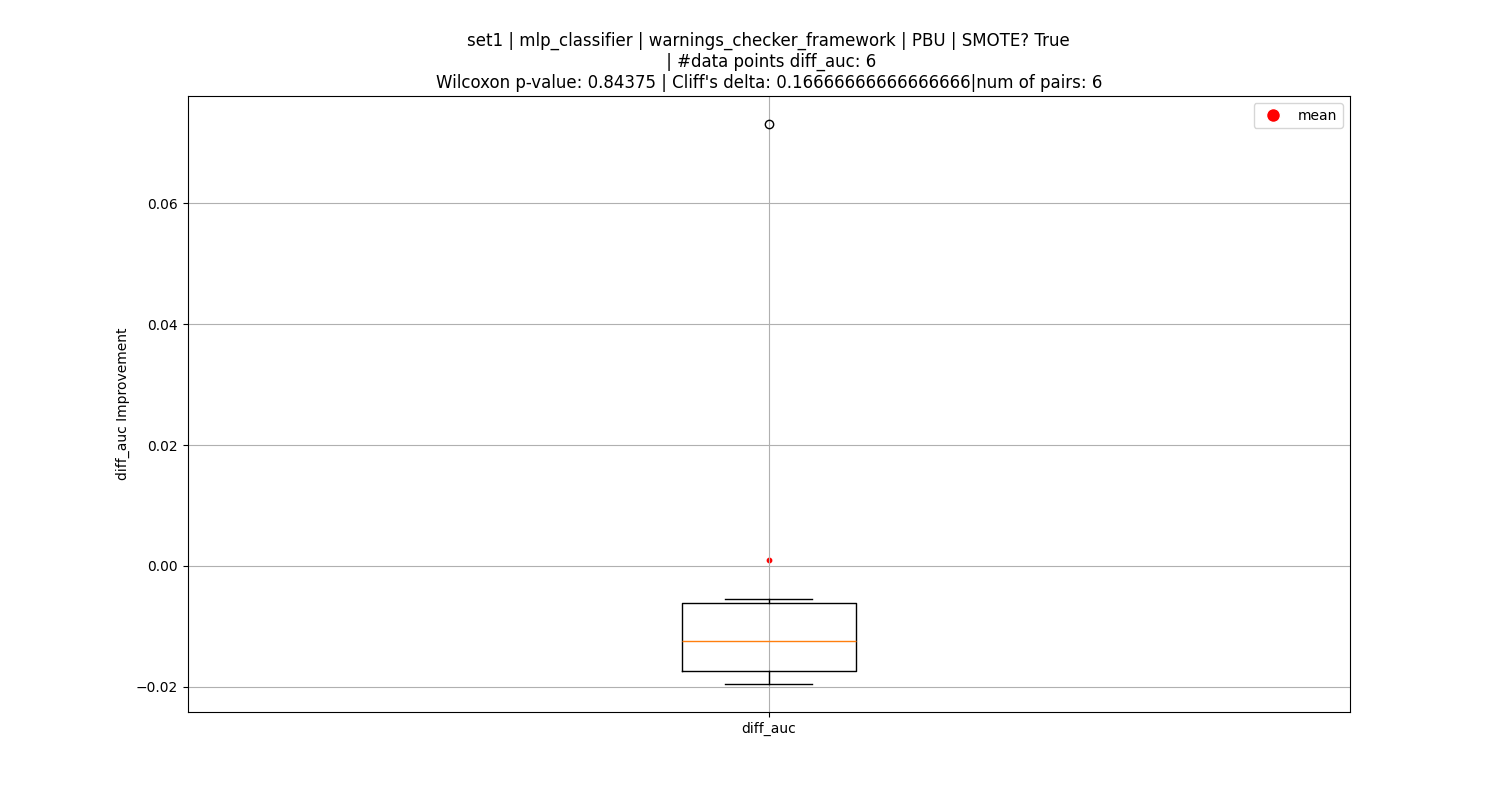 set1 | mlp_classifier | warnings_checker_framework | PBU | SMOTE? True
| #data points diff_auc: 6
Wilcoxon p-value: 0.84375 | Cliff's delta: 0.16666666666666666|num of pairs: 6
mean
0.06
0.04
0.02
0.00
−0.02
diff_auc Improvement
diff_auc